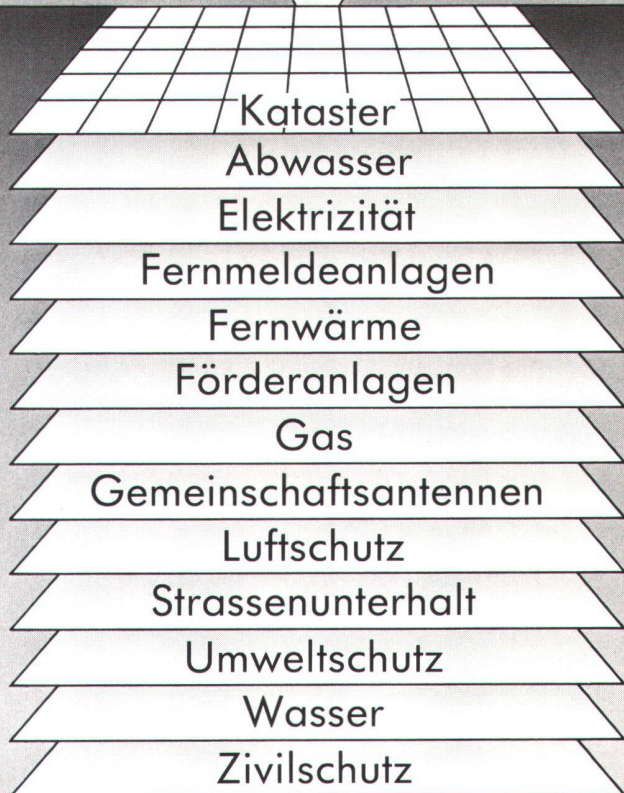 Kataster
Abwasser
Elektrizität
Fernmeldeanlagen
Fernwärme
Förderanlagen
Gas
Gemeinschaftsantennen
Luftschutz
Strassenunterhalt
Umweltschutz
Wasser
Zivilschutz